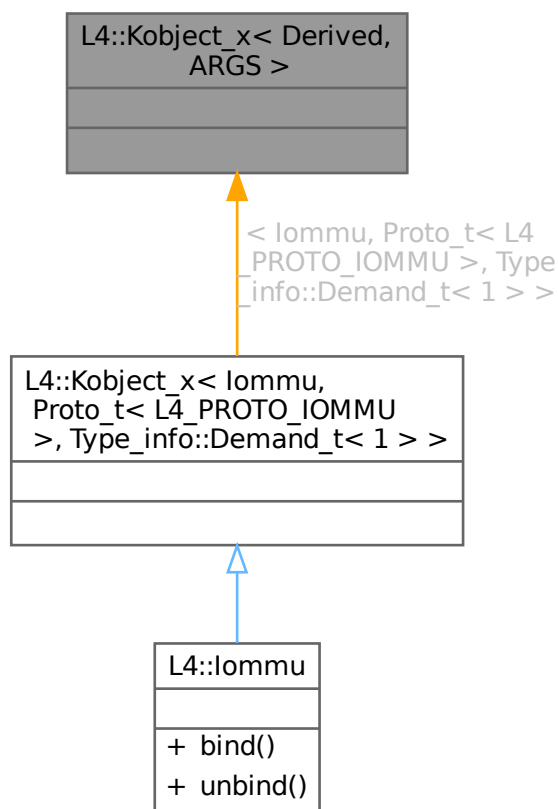 L4::Kobject_x< Derived,
ARGS >
< Iommu, Proto_t< L4
_PROTO_IOMMU >, Type
_info::Demand_t< 1 > >
L4::Kobject_x< Iommu,
Proto_t< L4_PROTO_IOMMU
>, Type_info::Demand_t< 1 > >
L4::Iommu
+ bind()
+ unbind()